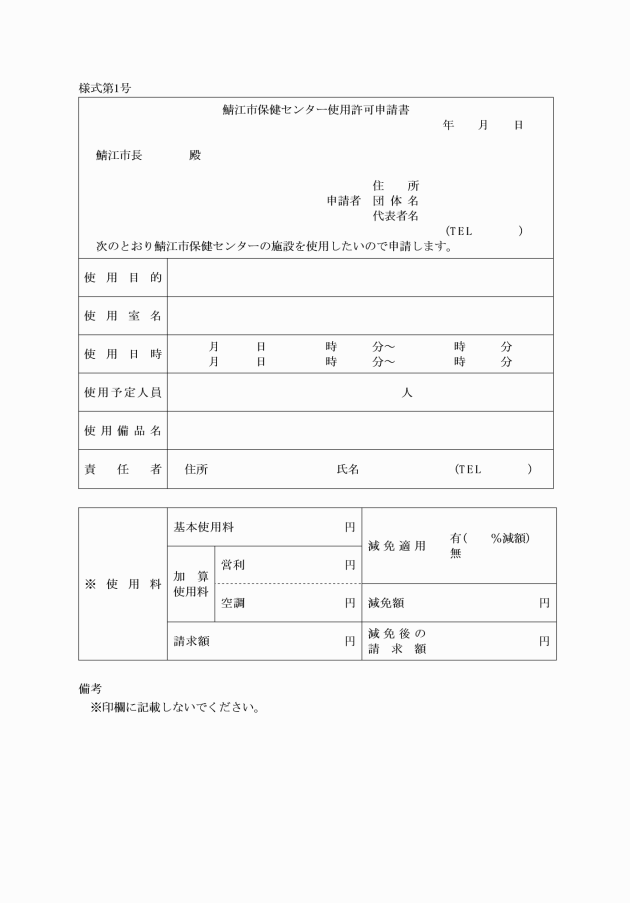 様式第1号
鯖江市保健センター使用許可申請書
年　　月　　日
鯖江市長　　　　殿
住　　所
申請者　団 体 名
代表者名
(TEL　　　　)
次のとおり鯖江市保健センターの施設を使用したいので申請します。
使 用 目 的
使 用 室 名
使 用 日 時　　月　　日　　時　　分～　　時　　分
月　　日　　時　　分～　　時　　分
使用予定人員　　人
使 用 備 品 名
責 任 者　住所　　氏名　　(TEL　　　　)
※ 使 用 料
基本使用料　　円
加 算
使用料
営利　　円
空調　　円
請求額　　円
減 免 適 用　有(　　%減額)
無
減免額　　円
減 免 後 の
請 求 額　　円
備考
※印欄に記載しないでください。